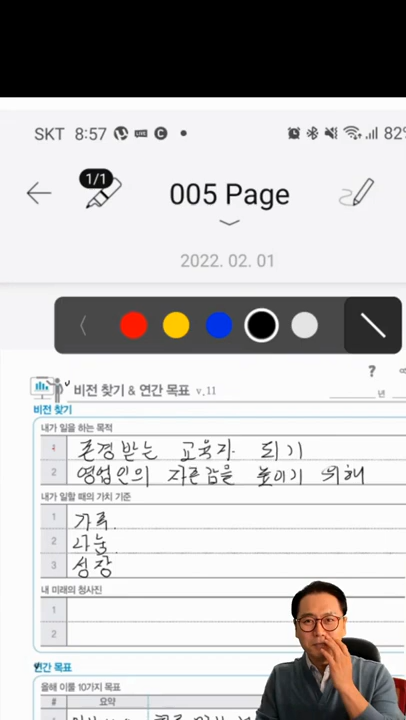 SKT 8:57 82%
1/1
005 Page
2022. 02. 01
?
비전 찾기 & 연간 목표 v.11
년
비전 찾기
내가 일을 하는 목적
1 존경받는 교육자 되기
2 영업인의 자존감을 높이기 위해
내가 일할 때의 가치 기준
1 가족.
2 나눔.
3 성장
내 미래의 청사진
1
2
연간 목표
올해 이룰 10가지 목표
# 요약